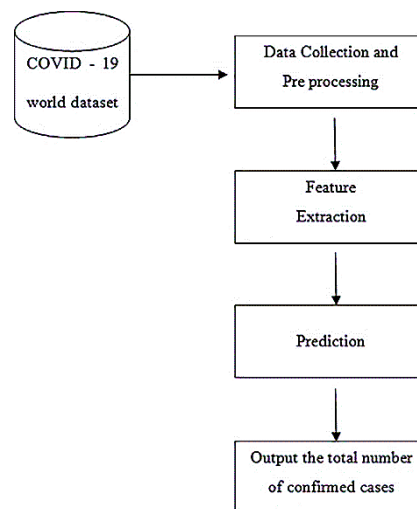 COVID - 19
world dataset
Data Collection and
Pre processing
Feature
Extraction
Prediction
Output the total number
of confirmed cases